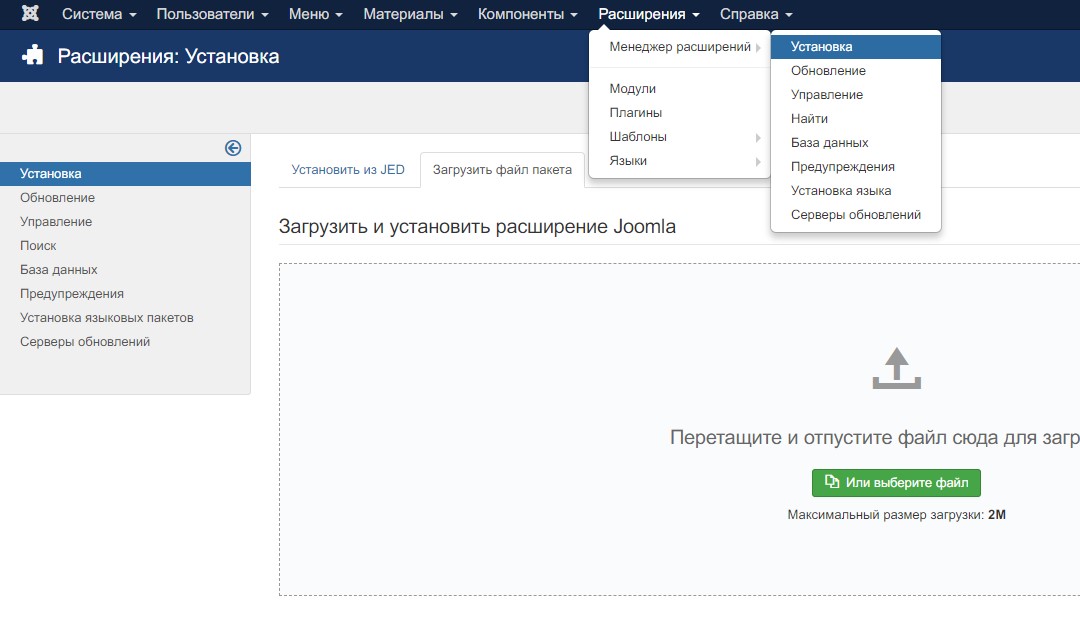 Система Пользователи Меню Материалы Компоненты Расширения Справка
Расширения: Установка
Менеджер расширений
Модули
Плагины
Шаблоны
Языки
Установка
Обновление
Управление
Найти
База данных
Предупреждения
Установка языка
Серверы обновлений
Установка
Обновление
Управление
Поиск
База данных
Предупреждения
Установка языковых пакетов
Серверы обновлений
Установить из JED Загрузить файл пакета
Загрузить и установить расширение Joomla
Перетащите и отпустите файл сюда для загр
Или выберите файл
Максимальный размер загрузки: 2M